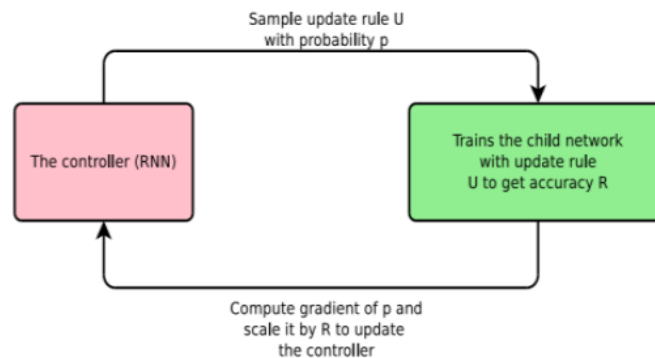 Sample update rule U
with probability p
The controller (RNN)
Trains the child network
with update rule
U to get accuracy R
Compute gradient of p and
scale it by R to update
the controller